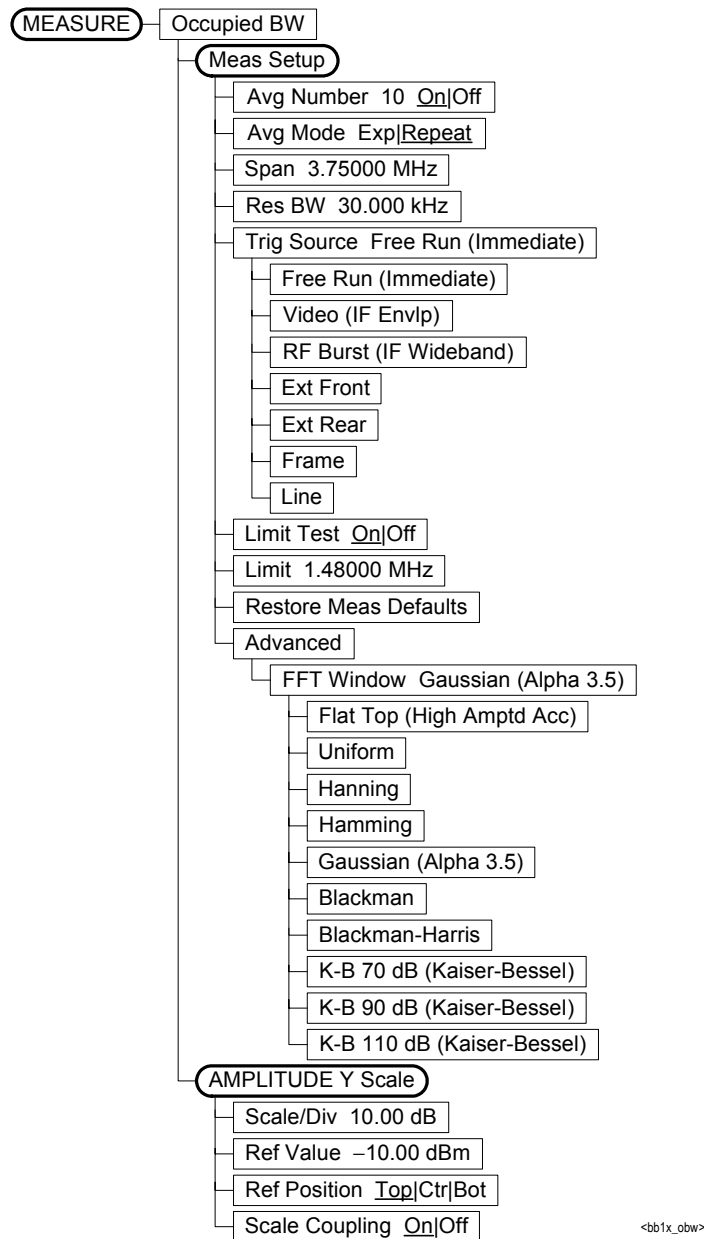 MEASURE
Occupied BW
Meas Setup
Avg Number 10 On|Off
Avg Mode Exp|Repeat
Span 3.75000 MHz
Res BW 30.000 kHz
Trig Source Free Run (Immediate)
Free Run (Immediate)
Video (IF Envlp)
RF Burst (IF Wideband)
Ext Front
Ext Rear
Frame
Line
Limit Test On|Off
Limit 1.48000 MHz
Restore Meas Defaults
Advanced
FFT Window Gaussian (Alpha 3.5)
Flat Top (High Amptd Acc)
Uniform
Hanning
Hamming
Gaussian (Alpha 3.5)
Blackman
Blackman-Harris
K-B 70 dB (Kaiser-Bessel)
K-B 90 dB (Kaiser-Bessel)
K-B 110 dB (Kaiser-Bessel)
AMPLITUDE Y Scale
Scale/Div 10.00 dB
Ref Value −10.00 dBm
Ref Position Top|Ctr|Bot
Scale Coupling On|Off
<bb1x_obw>